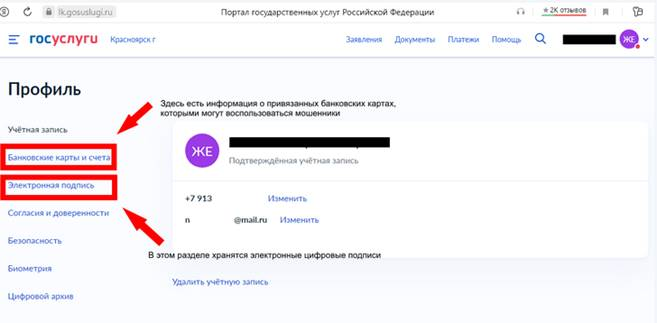 lk.gosuslugi.ru
Портал государственных услуг Российской Федерации
★ 2K отзывов
госуслуги
Красноярск г
Заявления
Документы
Платежи
Помощь
ЖЕ
Профиль
Здесь есть информация о привязанных банковских картах,
которыми могут воспользоваться мошенники
Учётная запись
Банковские карты и счета
ЖЕ
Подтверждённая учётная запись
Электронная подпись
+7 913
Изменить
Согласия и доверенности
n @mail.ru
Изменить
Безопасность
В этом разделе хранятся электронные цифровые подписи
Биометрия
Удалить учётную запись
Цифровой архив